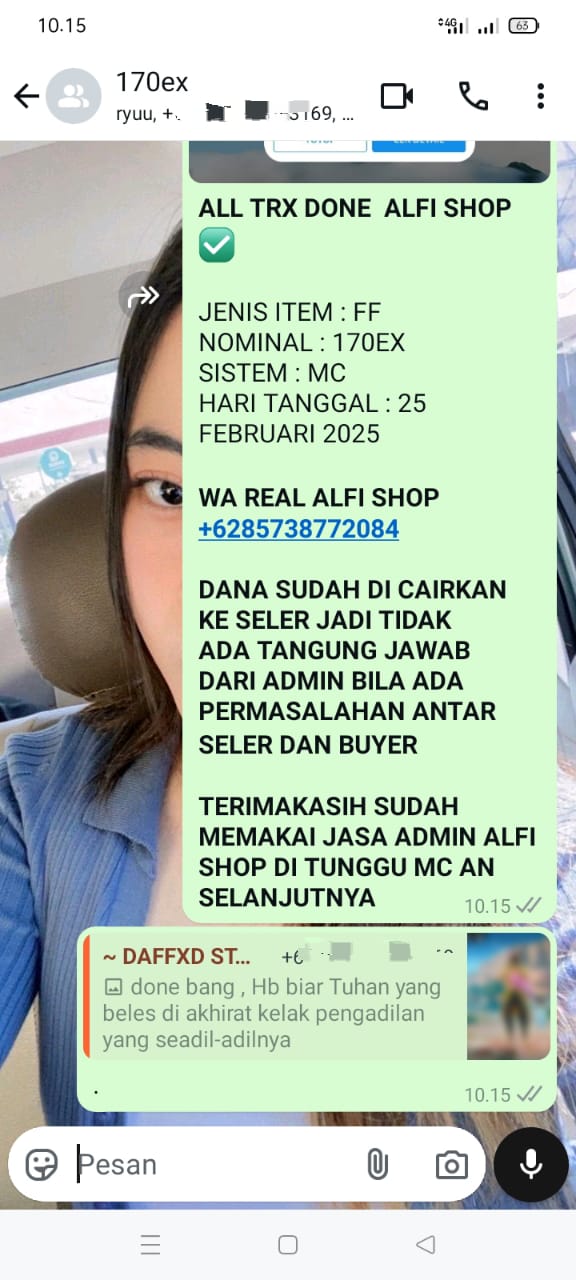 10.15
4G
63
170ex
ryuu, +
3169, ...
ALL TRX DONE ALFI SHOP
✅
JENIS ITEM : FF
NOMINAL : 170EX
SISTEM : MC
HARI TANGGAL : 25
FEBRUARI 2025
WA REAL ALFI SHOP
+6285738772084
DANA SUDAH DI CAIRKAN
KE SELER JADI TIDAK
ADA TANGUNG JAWAB
DARI ADMIN BILA ADA
PERMASALAHAN ANTAR
SELER DAN BUYER
TERIMAKASIH SUDAH
MEMAKAI JASA ADMIN ALFI
SHOP DI TUNGGU MC AN
SELANJUTNYA
10.15
~ DAFFXD ST... +6
done bang , Hb biar Tuhan yang
beles di akhirat kelak pengadilan
yang seadil-adilnya
.
10.15
Pesan